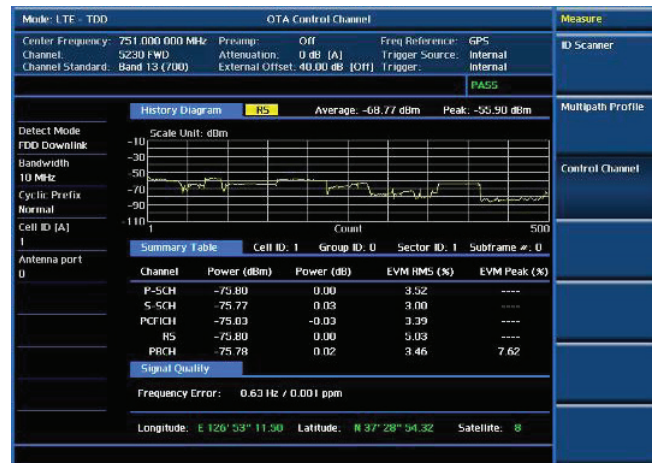 Mode: LTE - TDD OTA Control Channel Measure
Center Frequency: 751.000 000 MHz Preamp: Off Freq Reference: GPS
Channel: 5230 FWD Attenuation: 0 dB [A] Trigger Source: Internal
Channel Standard: Band 13 (700) External Offset: 40.00 dB [Off] Trigger: Internal
ID Scanner
PASS
History Diagram RS Average: -68.77 dBm Peak: -55.90 dBm
Multipath Profile
Detect Mode
FDD Downlink
Scale Unit: dBm
-10
-30
-50
-70
-90
-110
1 Count 500
Bandwidth
10 MHz
Control Channel
Cyclic Prefix
Normal
Cell ID [A]
1
Antenna port
0
Summary Table Cell ID: 1 Group ID: 0 Sector ID: 1 Subframe #: 0
Channel Power (dBm) Power (dB) EVM RMS (%) EVM Peak (%)
P-SCH -75.80 0.00 3.52 ----
S-SCH -75.77 0.03 3.00 ----
PCFICH -75.83 -0.03 3.39 ----
RS -75.80 0.00 5.03 ----
PBCH -75.78 0.02 3.46 7.62
Signal Quality
Frequency Error: 0.63 Hz / 0.001 ppm
Longitude: E 126' 53" 11.50 Latitude: N 37' 28" 54.32 Satellite: 8